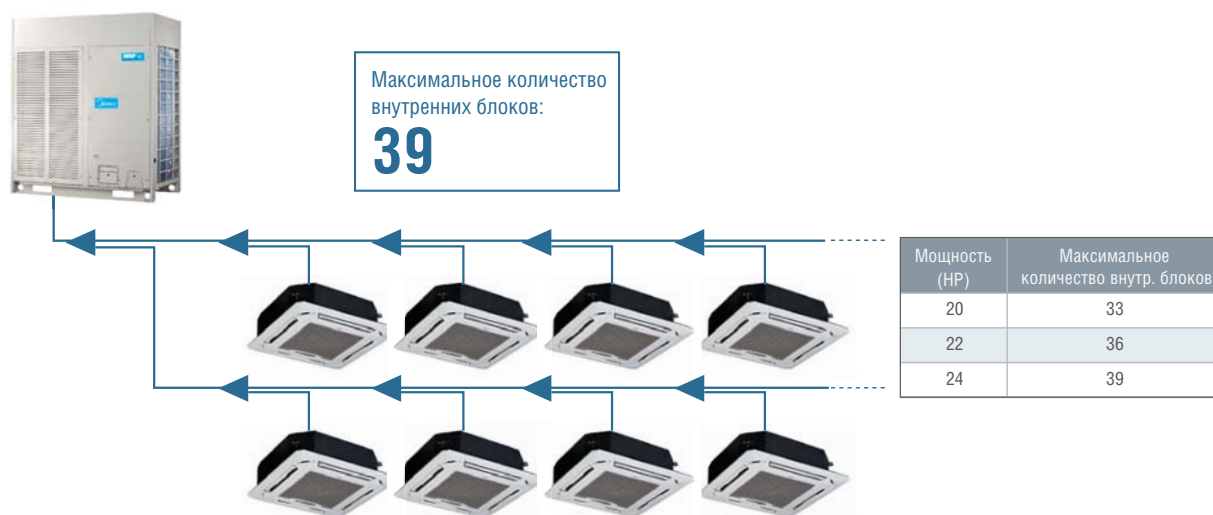 Максимальное количество
внутренних блоков:
39
Мощность
(HP)
Максимальное
количество внутр. блоков
20 33
22 36
24 39